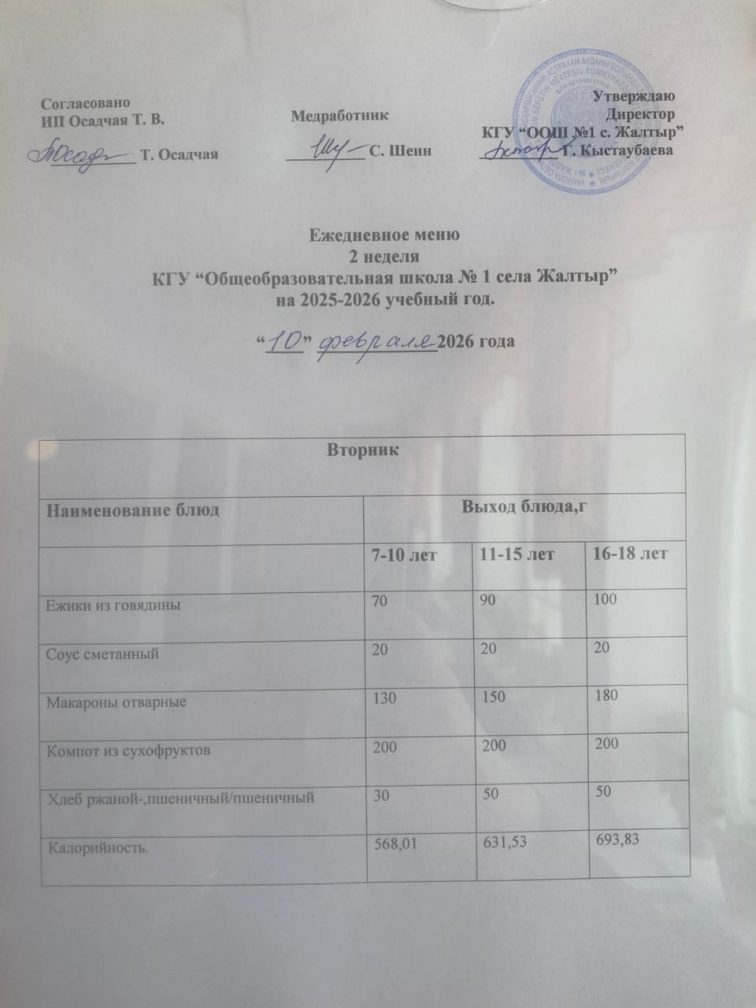 Согласовано
ИП Осадчая Т. В.
Т. Осадчая
Медработник
С. Шеин
Утверждаю
Директор
КГУ “ООШ №1 с. Жалтыр”
Г. Кыстаубаева
Ежедневное меню
2 неделя
КГУ “Общеобразовательная школа № 1 села Жалтыр”
на 2025-2026 учебный год.
“10” февраля 2026 года
Вторник
Наименование блюд Выход блюда,г
7-10 лет 11-15 лет 16-18 лет
Ежики из говядины 70 90 100
Соус сметанный 20 20 20
Макароны отварные 130 150 180
Компот из сухофруктов 200 200 200
Хлеб ржаной-,пшеничный/пшеничный 30 50 50
Калорийность. 568,01 631,53 693,83